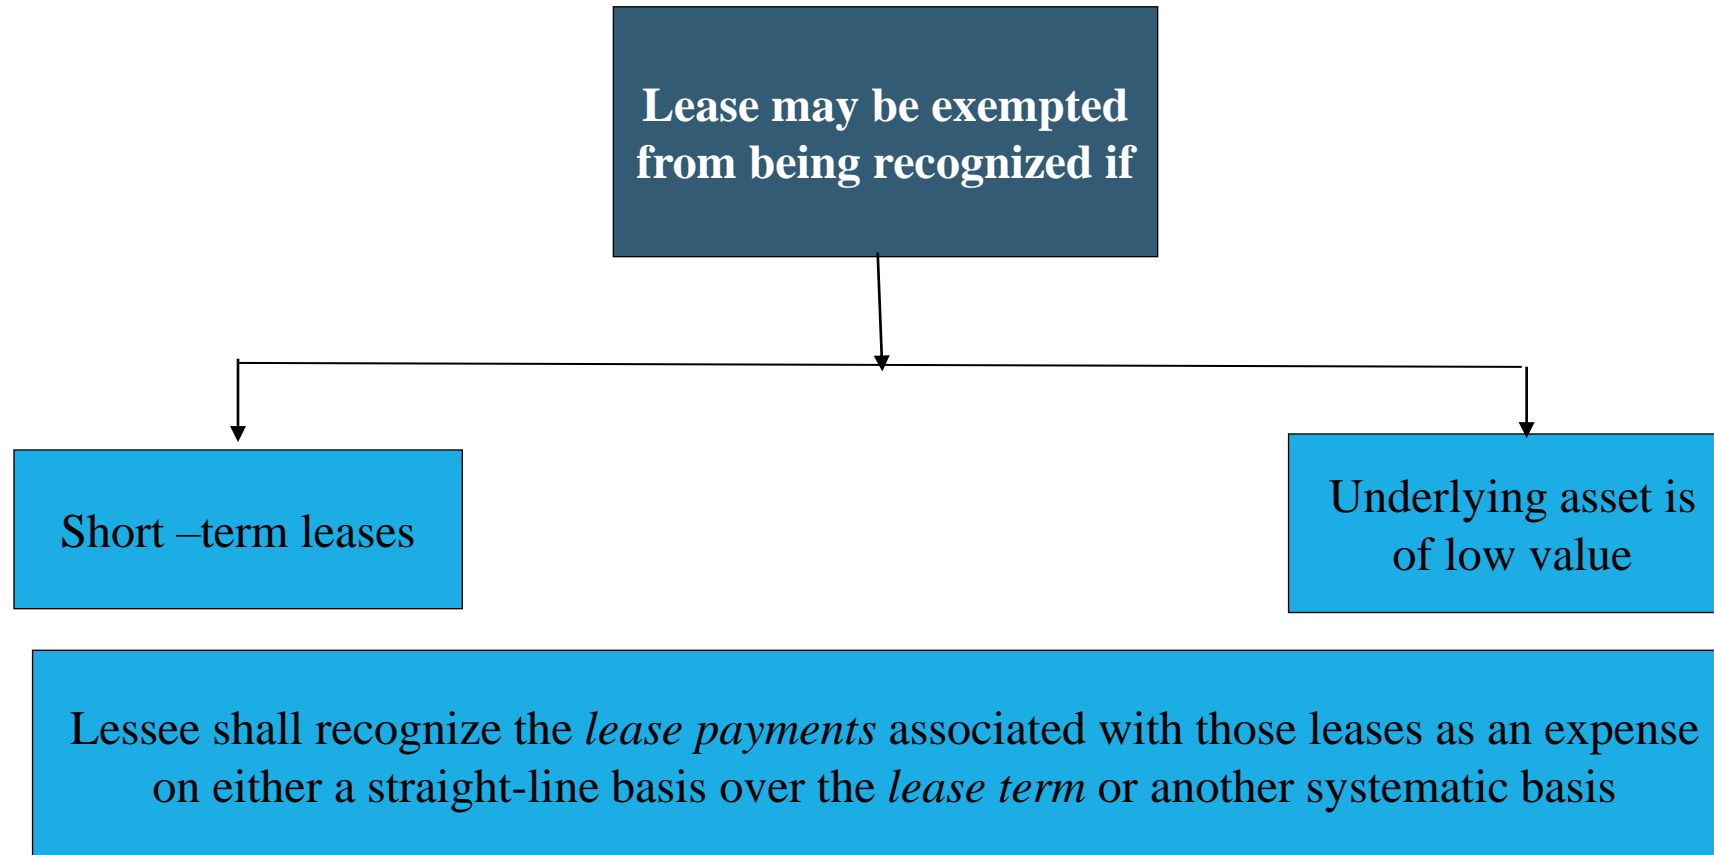 Lease may be exempted
from being recognized if
Short –term leases
Underlying asset is
of low value
Lessee shall recognize the lease payments associated with those leases as an expense
on either a straight-line basis over the lease term or another systematic basis